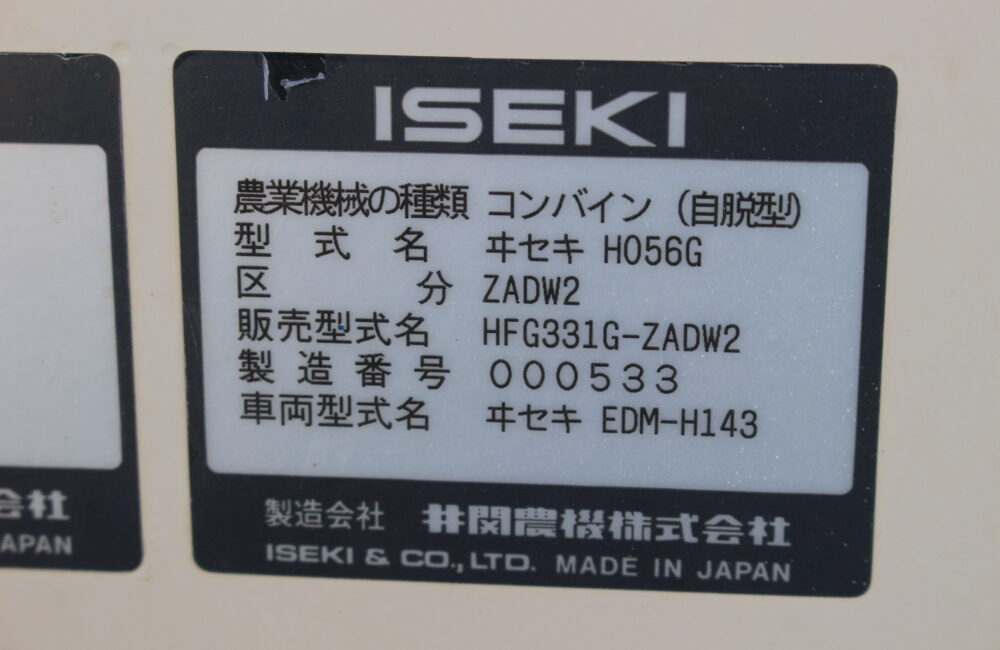 ISEKI
農業機械の種類 コンバイン (自脱型)
型式名 ヰセキ HO56G
区分 ZADW2
販売型式名 HFG331G-ZADW2
製造番号 000533
車両型式名 ヰセキ EDM-H143
製造会社 井関農機株式会社
ISEKI & CO., LTD. MADE IN JAPAN
会社
APAN